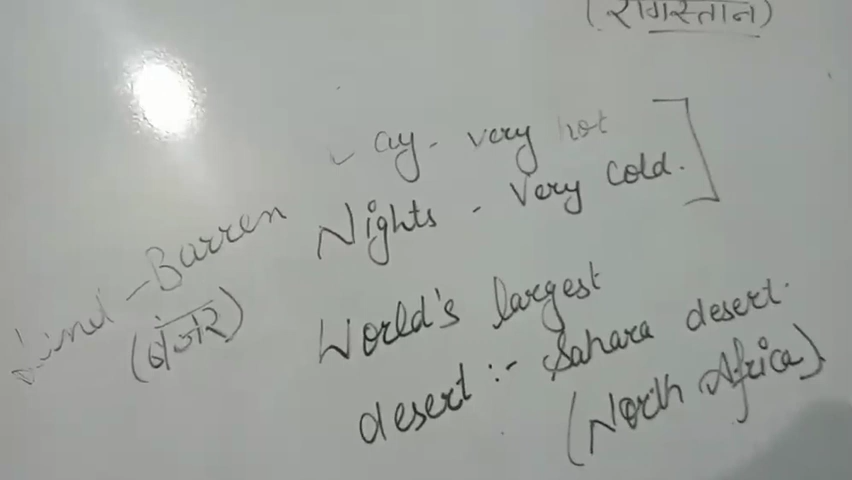 (रेगिस्तान)
Day - very hot
Nights - Very cold.
Land - Barren
(बंजर)
World's largest
desert :- Sahara desert.
(North Africa)